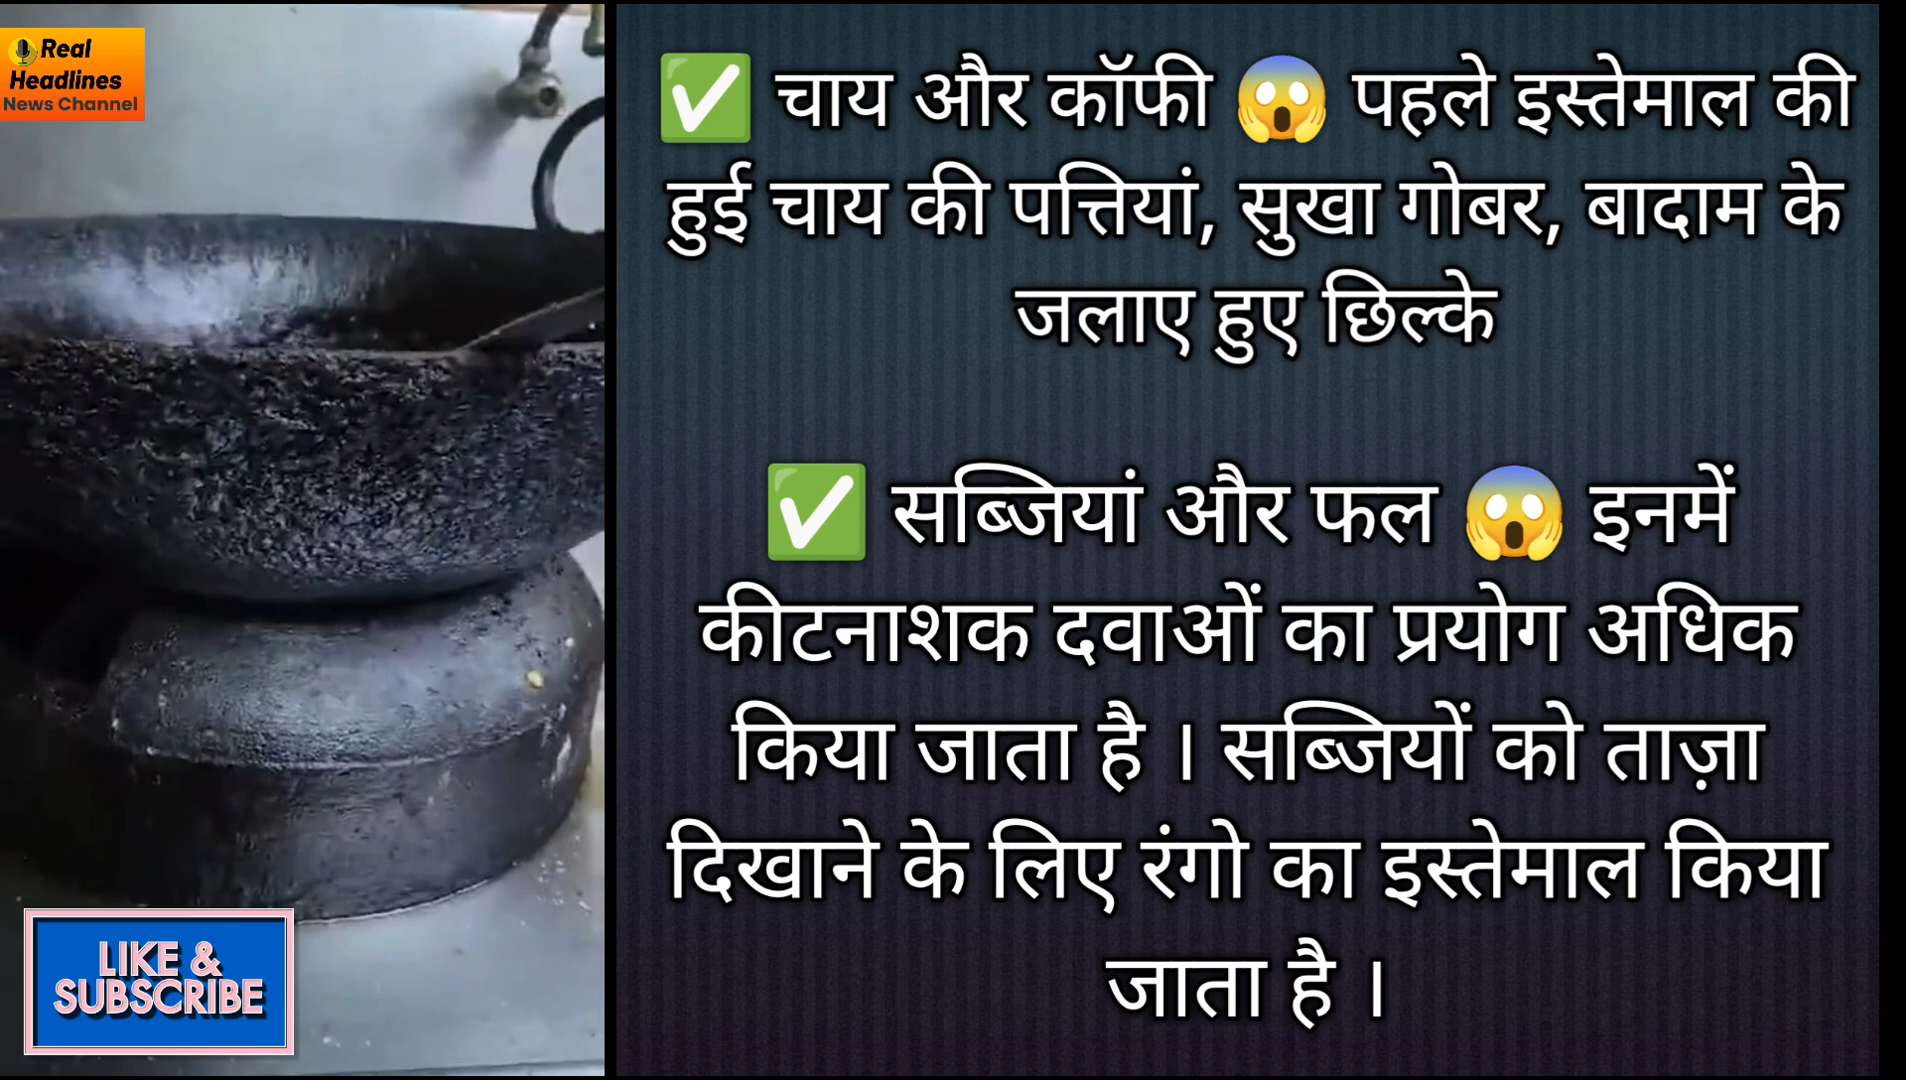 Real
Headlines
News Channel
✅ चाय और कॉफी 😱 पहले इस्तेमाल की
हुई चाय की पत्तियां, सुखा गोबर, बादाम के
जलाए हुए छिल्के
✅ सब्जियां और फल 😱 इनमें
कीटनाशक दवाओं का प्रयोग अधिक
किया जाता है । सब्जियों को ताज़ा
दिखाने के लिए रंगो का इस्तेमाल किया
जाता है ।
LIKE &
SUBSCRIBE